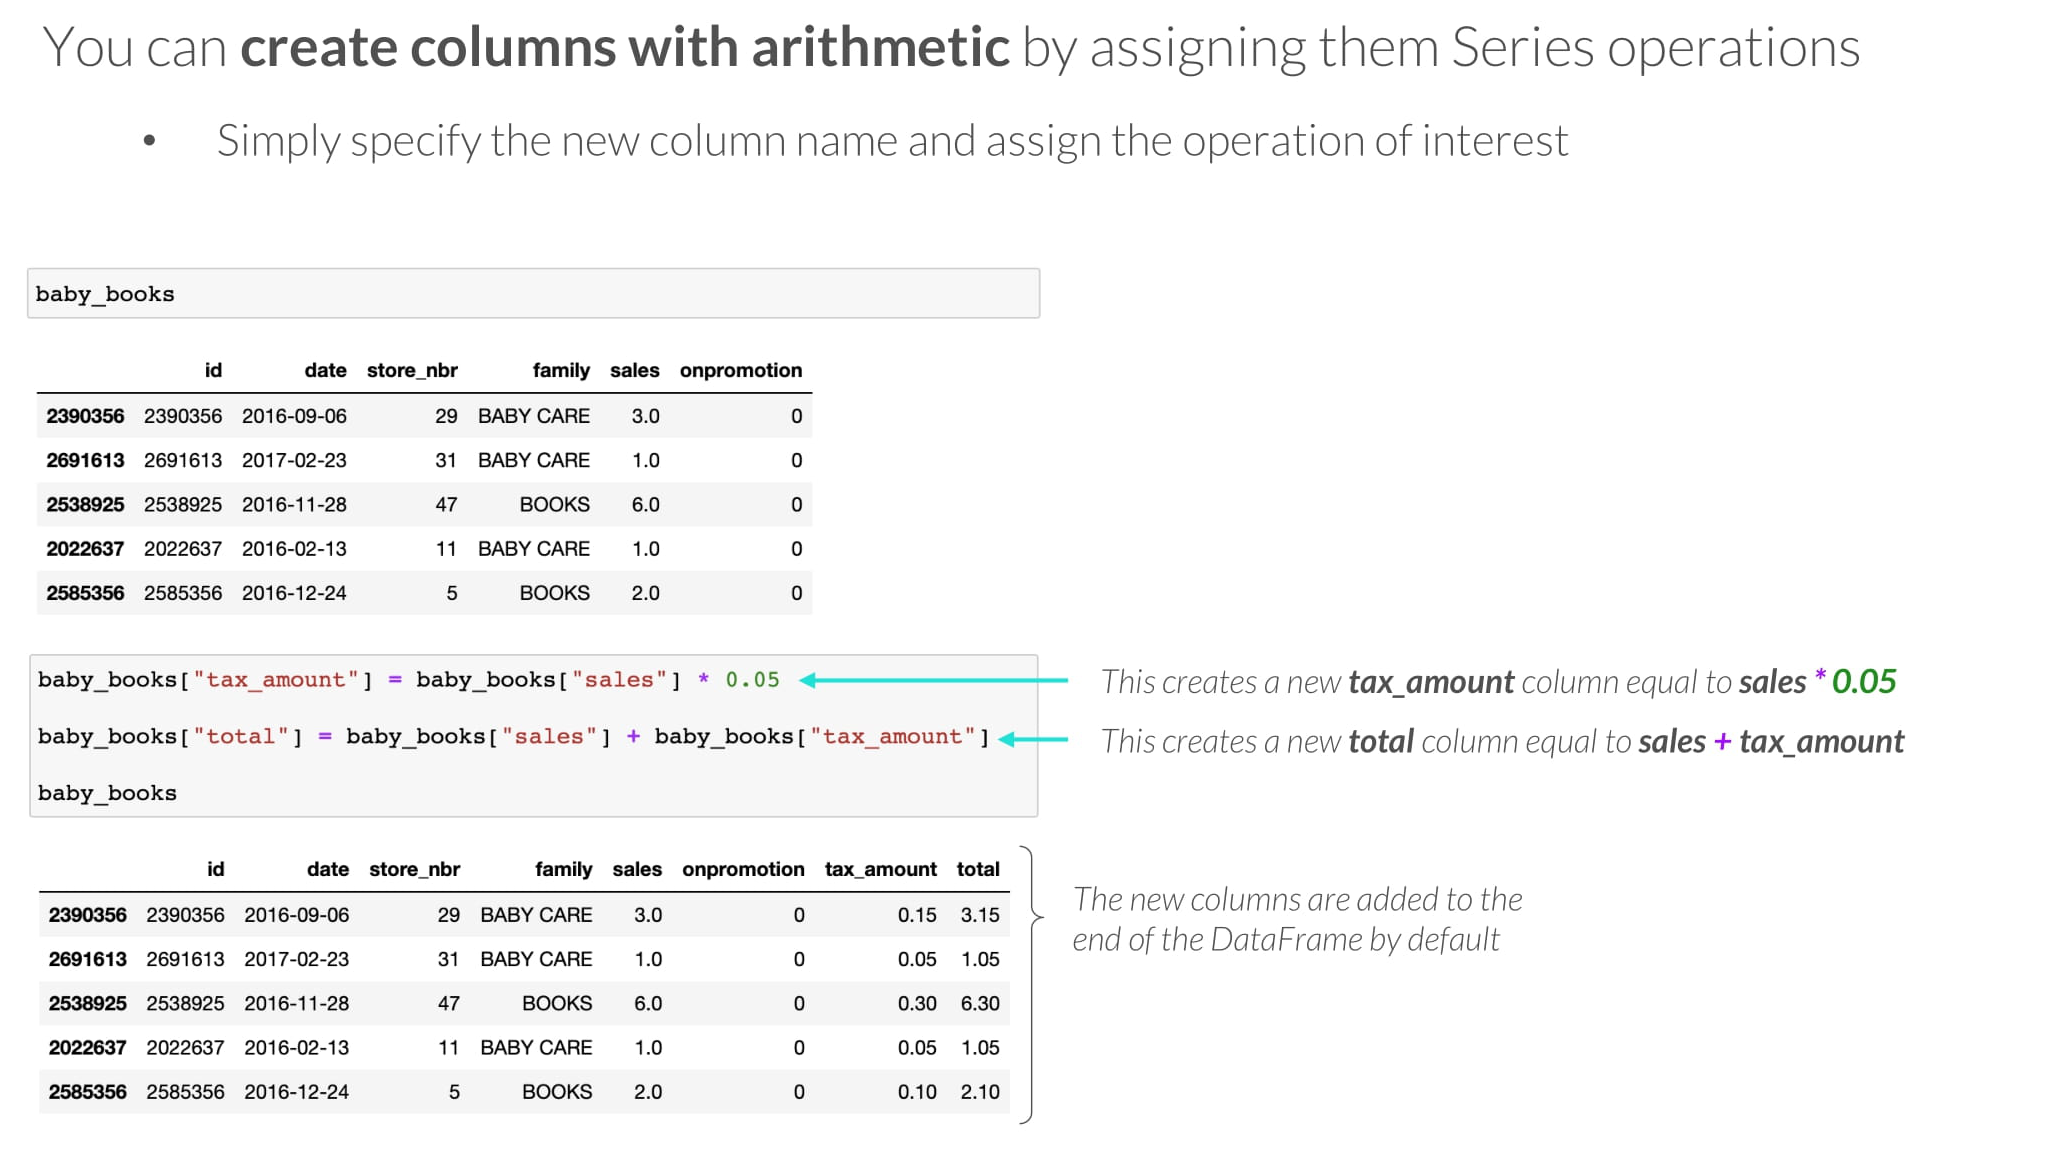 You can create columns with arithmetic by assigning them Series operations
• Simply specify the new column name and assign the operation of interest
baby_books
id date store_nbr family sales onpromotion
2390356 2390356 2016-09-06 29 BABY CARE 3.0 0
2691613 2691613 2017-02-23 31 BABY CARE 1.0 0
2538925 2538925 2016-11-28 47 BOOKS 6.0 0
2022637 2022637 2016-02-13 11 BABY CARE 1.0 0
2585356 2585356 2016-12-24 5 BOOKS 2.0 0
baby_books["tax_amount"] = baby_books["sales"] * 0.05
This creates a new tax_amount column equal to sales * 0.05
baby_books["total"] = baby_books["sales"] + baby_books["tax_amount"]
This creates a new total column equal to sales + tax_amount
baby_books
id date store_nbr family sales onpromotion tax_amount total
2390356 2390356 2016-09-06 29 BABY CARE 3.0 0 0.15 3.15
2691613 2691613 2017-02-23 31 BABY CARE 1.0 0 0.05 1.05
2538925 2538925 2016-11-28 47 BOOKS 6.0 0 0.30 6.30
2022637 2022637 2016-02-13 11 BABY CARE 1.0 0 0.05 1.05
2585356 2585356 2016-12-24 5 BOOKS 2.0 0 0.10 2.10
The new columns are added to the
end of the DataFrame by default